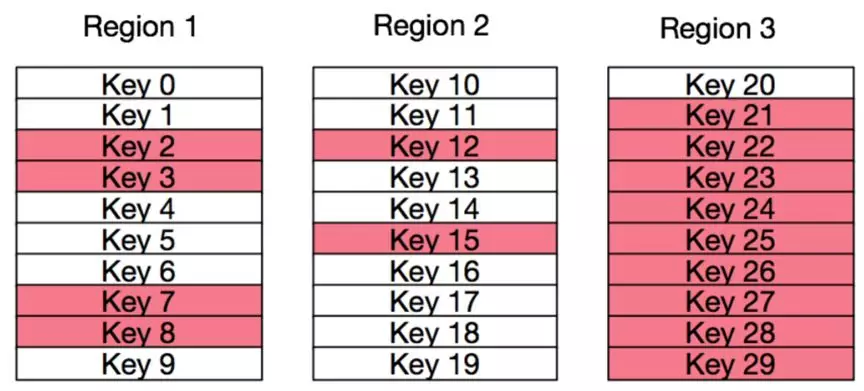 Region 1
Key 0
Key 1
Key 2
Key 3
Key 4
Key 5
Key 6
Key 7
Key 8
Key 9
Region 2
Key 10
Key 11
Key 12
Key 13
Key 14
Key 15
Key 16
Key 17
Key 18
Key 19
Region 3
Key 20
Key 21
Key 22
Key 23
Key 24
Key 25
Key 26
Key 27
Key 28
Key 29